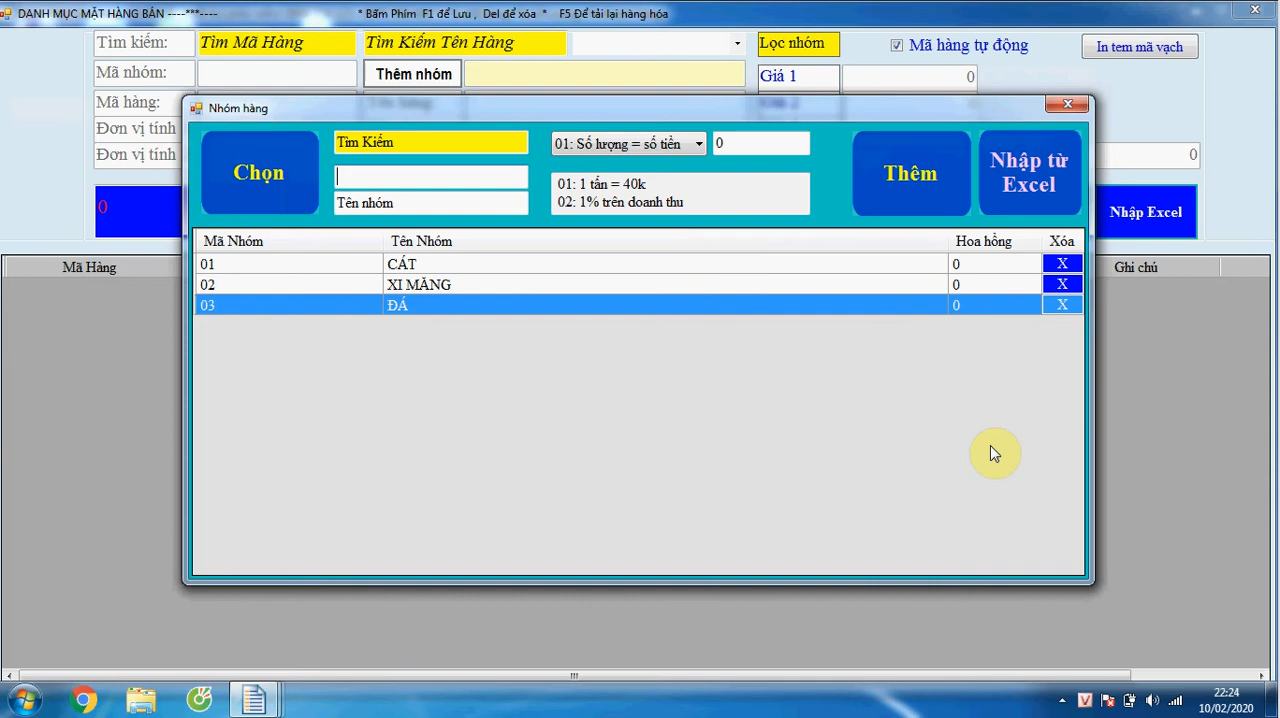 DANH MỤC MẶT HÀNG BÁN ----***---- * Bấm Phím F1 để Lưu , Del để xóa * F5 Để tải lại hàng hóa
Tìm kiếm: Tìm Mã Hàng Tìm Kiếm Tên Hàng Lọc nhóm Mã hàng tự động In tem mã vạch
Mã nhóm: Thêm nhóm Giá 1 0
Mã hàng: Tên hàng:
Đơn vị tính
Đơn vị tính 0
0 Nhập Excel
Mã Hàng Ghi chú
Nhóm hàng
Chọn
Tìm Kiếm
Tên nhóm
01: Số lượng = số tiền 0
01: 1 tấn = 40k
02: 1% trên doanh thu
Thêm
Nhập từ
Excel
Mã Nhóm Tên Nhóm Hoa hồng Xóa
01 CÁT 0 X
02 XI MĂNG 0 X
03 ĐÁ 0 X
V
22:24
10/02/2020